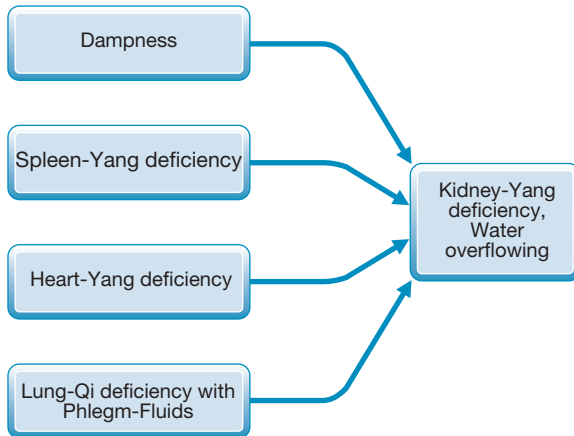 Dampness
Spleen-Yang deficiency
Heart-Yang deficiency
Lung-Qi deficiency with
Phlegm-Fluids
Kidney-Yang
deficiency,
Water
overflowing